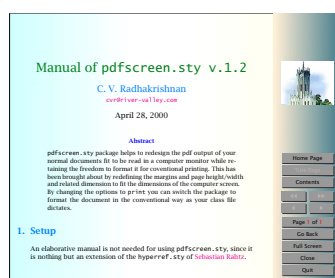 Manual of pdfscreen.sty v.1.2
C. V. Radhakrishnan
cvr@river-valley.com
April 28, 2000
Abstract
pdfscreen.sty package helps to redesign the pdf output of your
normal documents fit to be read in a computer monitor while re-
taining the freedom to format it for coventional printing. This has
been brought about by redefining the margins and page height/width
and related dimension to fit the dimensions of the computer screen.
By changing the options to print you can switch the package to
format the document in the conventional way as your class file
dictates.
1. Setup
An elaborative manual is not needed for using pdfscreen.sty, since it
is nothing but an extension of the hyperref.sty of Sebastian Rahtz.
Home Page
Contents
Page 1 of 7
Go Back
Full Screen
Close
Quit